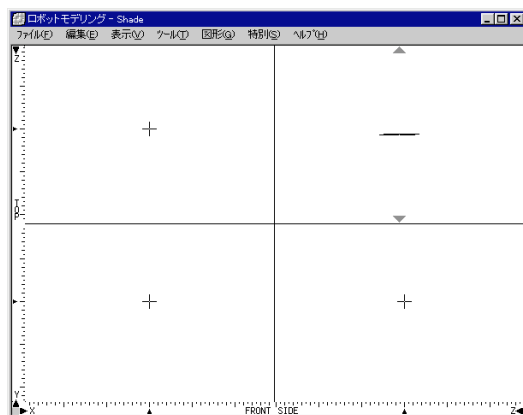 ロボットモデリング - Shade
ファイル(F) 編集(E) 表示(V) ツール(T) 図形(G) 特別(S) ヘルプ(H)
Z
TOP
Y
X FRONT SIDE Z